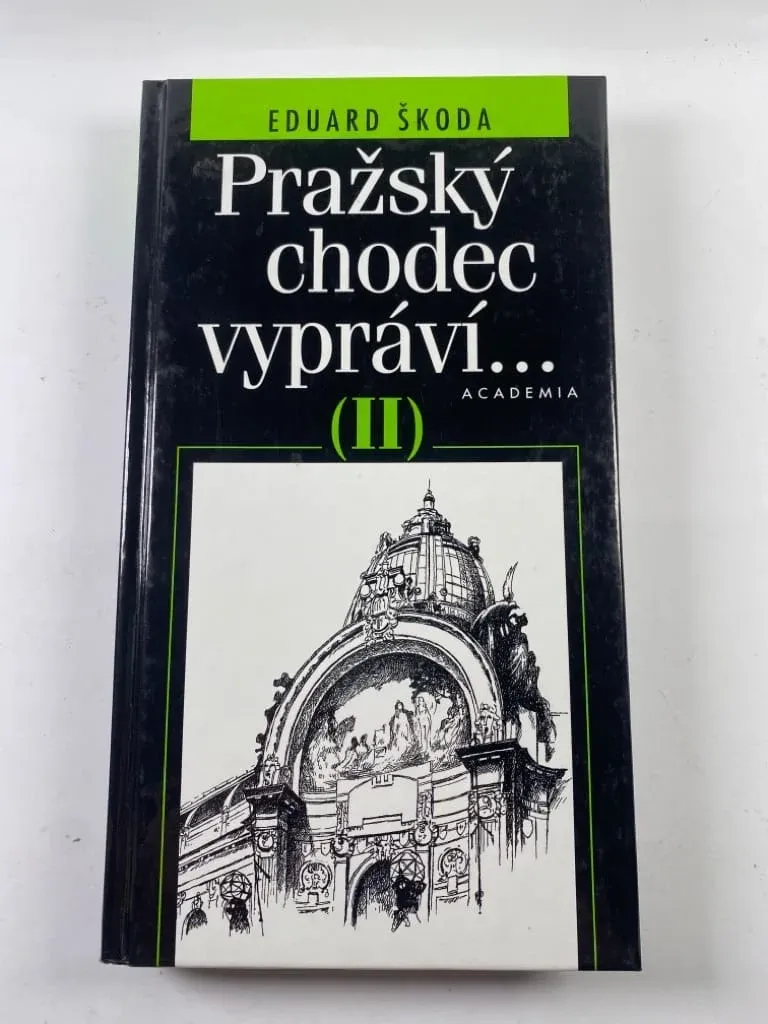 EDUARD ŠKODA
Pražský
chodec
vypráví...
ACADEMIA
(II)